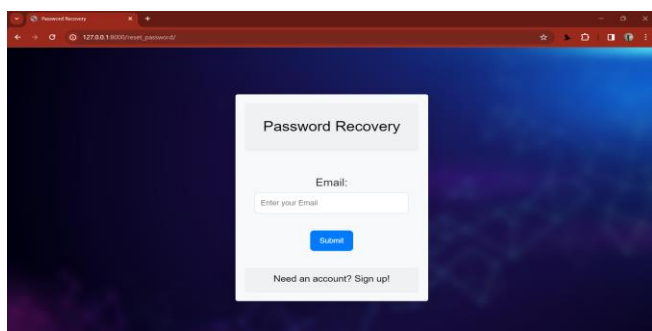 Password Recovery
127.0.0.1:8000/reset_password/
Password Recovery
Email:
Enter your Email
Submit
Need an account? Sign up!